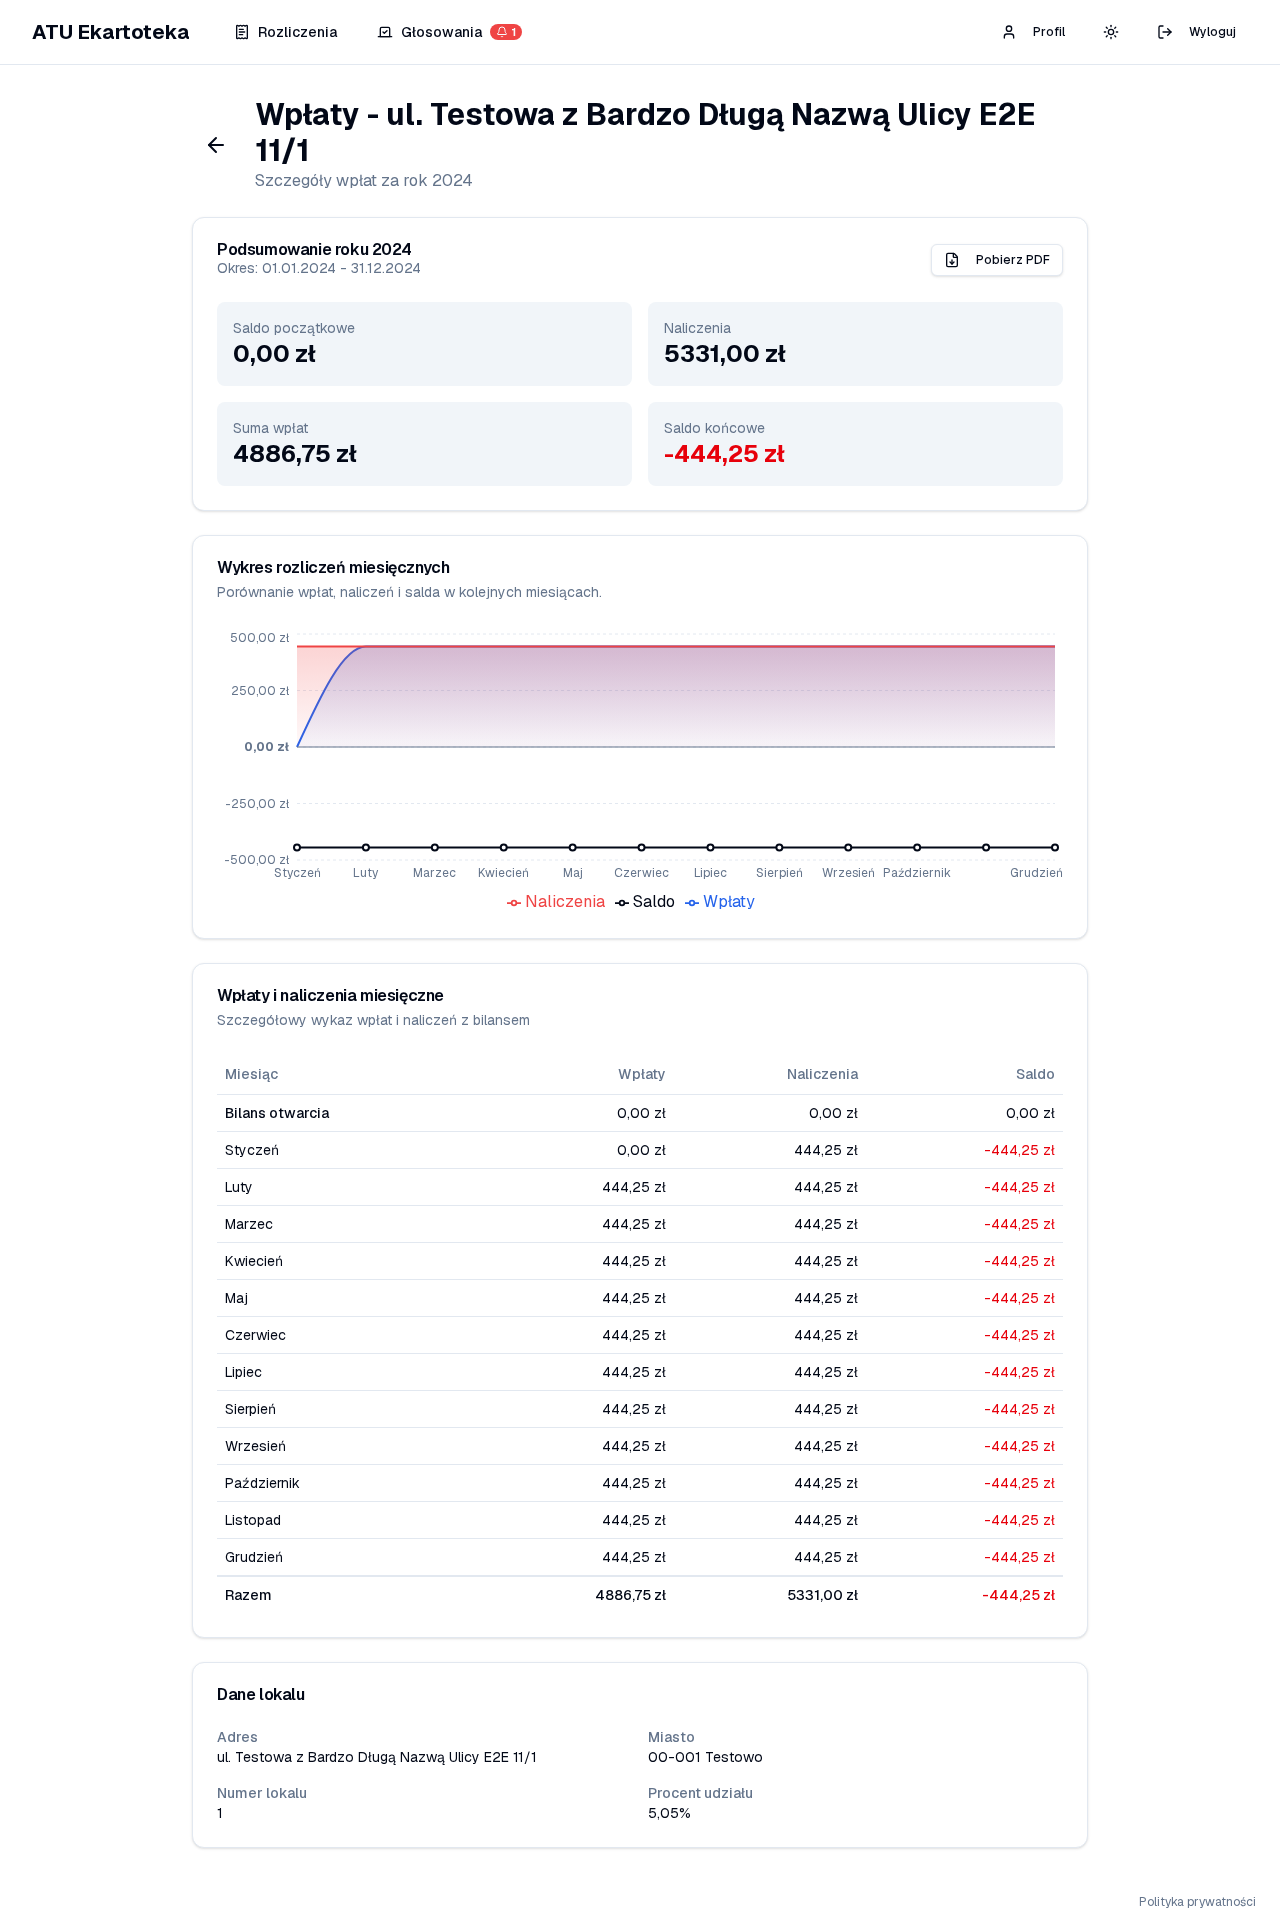 ATU Ekartoteka
Rozliczenia
Głosowania
1
Profil
Wyloguj
Wpłaty - ul. Testowa z Bardzo Długą Nazwą Ulicy E2E
11/1
Szczegóły wpłat za rok 2024
Podsumowanie roku 2024
Okres: 01.01.2024 - 31.12.2024
Pobierz PDF
Saldo początkowe
0,00 zł
Naliczenia
5331,00 zł
Suma wpłat
4886,75 zł
Saldo końcowe
-444,25 zł
Wykres rozliczeń miesięcznych
Porównanie wpłat, naliczeń i salda w kolejnych miesiącach.
500,00 zł
250,00 zł
0,00 zł
-250,00 zł
-500,00 zł
Styczeń Luty Marzec Kwiecień Maj Czerwiec Lipiec Sierpień Wrzesień Październik Grudzień
Naliczenia Saldo Wpłaty
Wpłaty i naliczenia miesięczne
Szczegółowy wykaz wpłat i naliczeń z bilansem
Miesiąc Wpłaty Naliczenia Saldo
Bilans otwarcia 0,00 zł 0,00 zł 0,00 zł
Styczeń 0,00 zł 444,25 zł -444,25 zł
Luty 444,25 zł 444,25 zł -444,25 zł
Marzec 444,25 zł 444,25 zł -444,25 zł
Kwiecień 444,25 zł 444,25 zł -444,25 zł
Maj 444,25 zł 444,25 zł -444,25 zł
Czerwiec 444,25 zł 444,25 zł -444,25 zł
Lipiec 444,25 zł 444,25 zł -444,25 zł
Sierpień 444,25 zł 444,25 zł -444,25 zł
Wrzesień 444,25 zł 444,25 zł -444,25 zł
Październik 444,25 zł 444,25 zł -444,25 zł
Listopad 444,25 zł 444,25 zł -444,25 zł
Grudzień 444,25 zł 444,25 zł -444,25 zł
Razem 4886,75 zł 5331,00 zł -444,25 zł
Dane lokalu
Adres
ul. Testowa z Bardzo Długą Nazwą Ulicy E2E 11/1
Miasto
00-001 Testowo
Numer lokalu
1
Procent udziału
5,05%
Polityka prywatności